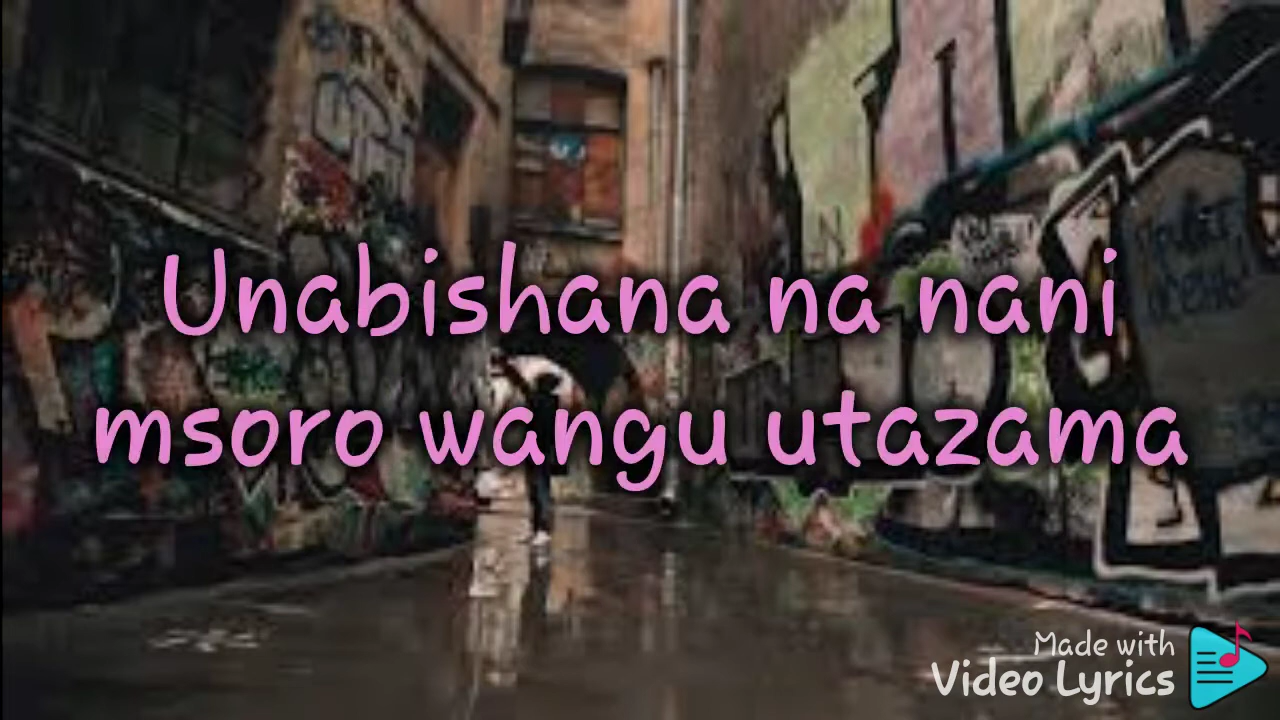 Unabishana na nani
msoro wangu utazama
Made with
Video Lyrics